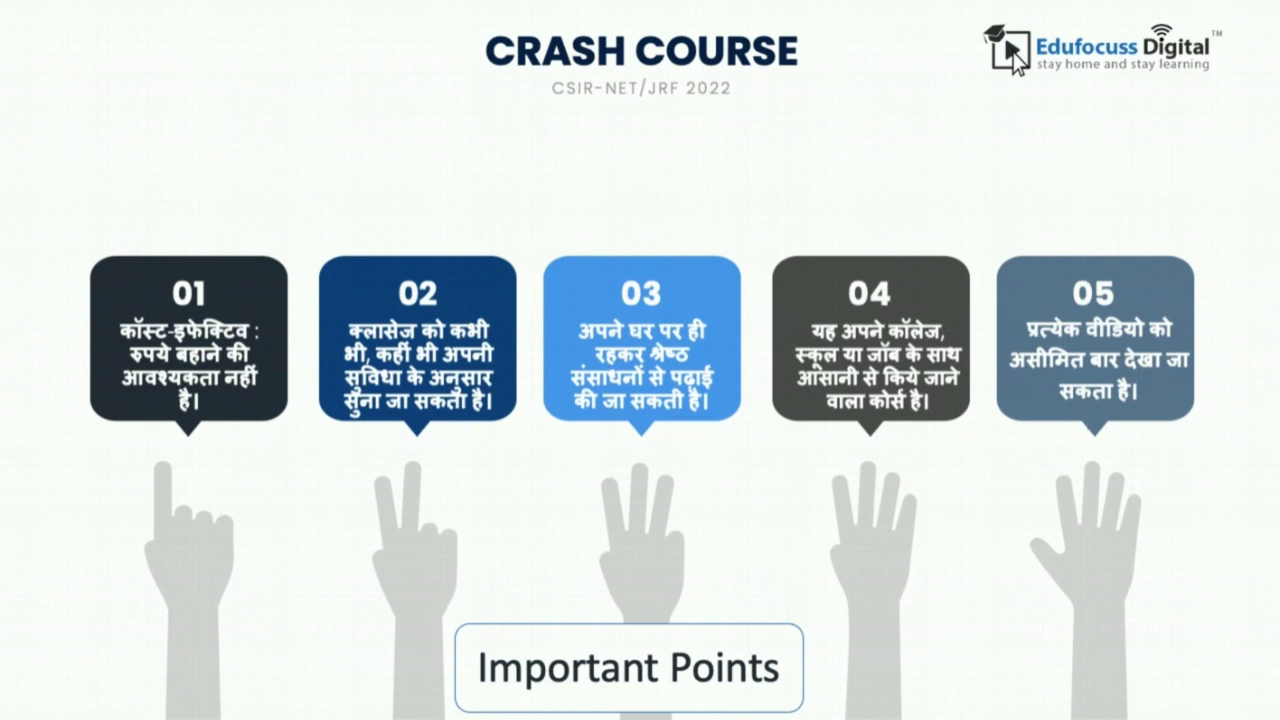 CRASH COURSE
CSIR-NET/JRF 2022
Edufocuss Digital™
stay home and stay learning
01
कॉस्ट-इफेक्टिव :
रुपये बहाने की
आवश्यकता नहीं
है।
02
क्लासेज को कभी
भी, कहीं भी अपनी
सुविधा के अनुसार
सुना जा सकता है।
03
अपने घर पर ही
रहकर श्रेष्ठ
संसाधनों से पढाई
की जा सकती है।
04
यह अपने कॉलेज,
स्कूल या जॉब के साथ
आसानी से किये जाने
वाला कोर्स है।
05
प्रत्येक वीडियो को
असीमित बार देखा जा
सकता है।
Important Points